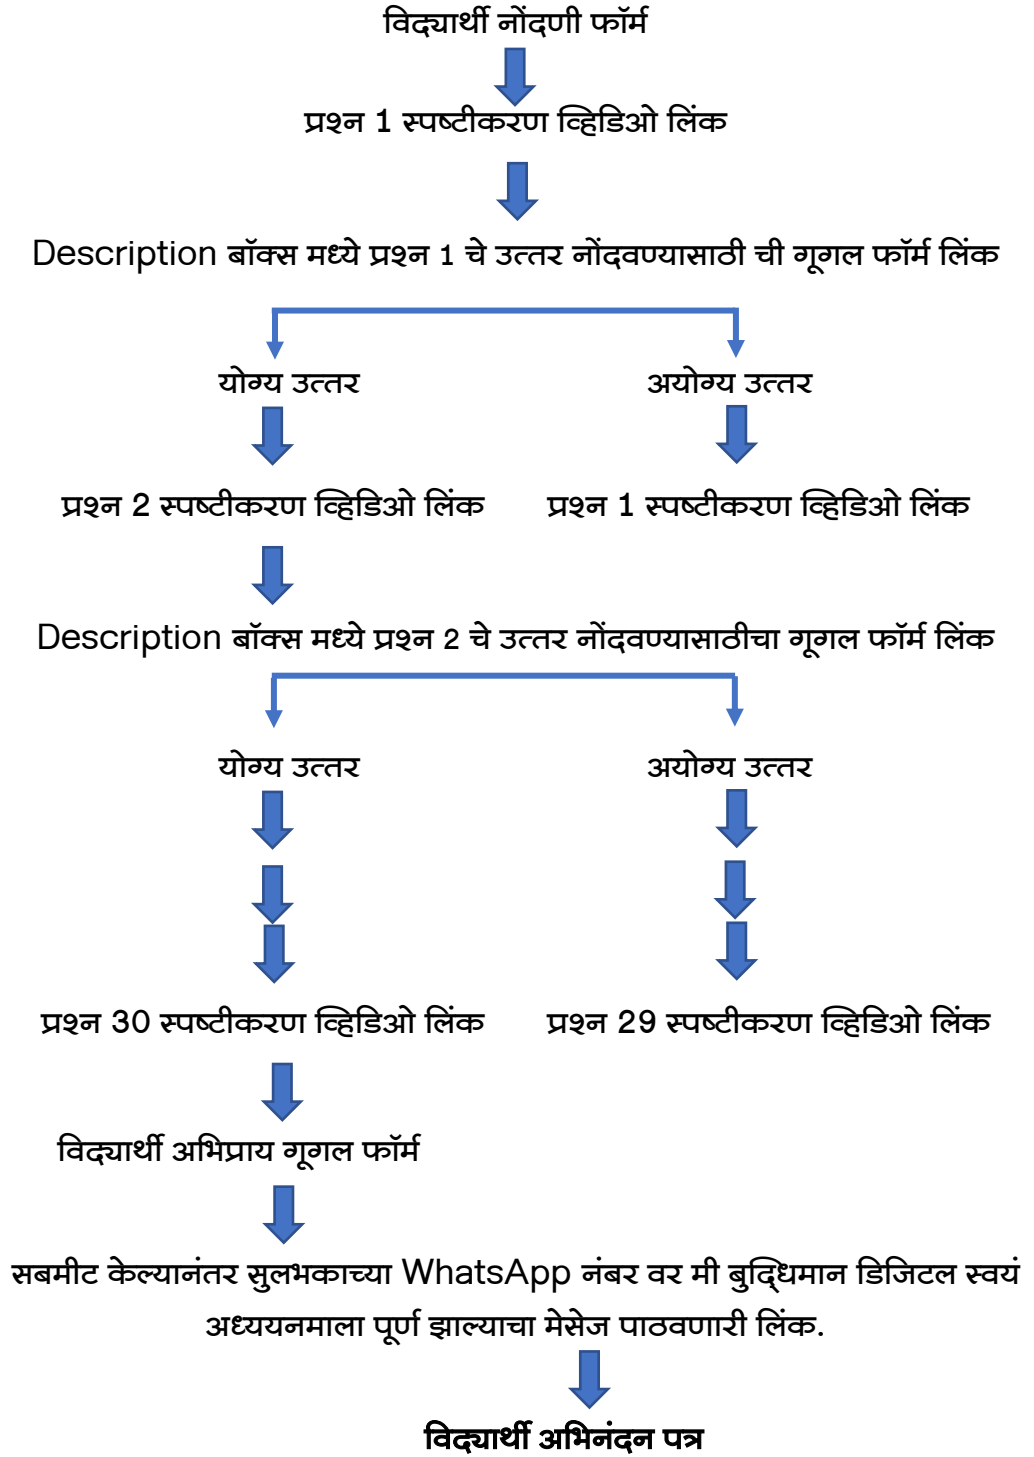 विद्यार्थी नोंदणी फॉर्म
प्रश्न 1 स्पष्टीकरण व्हिडिओ लिंक
Description बॉक्स मध्ये प्रश्न 1 चे उत्तर नोंदवण्यासाठी ची गूगल फॉर्म लिंक
योग्य उत्तर
अयोग्य उत्तर
प्रश्न 2 स्पष्टीकरण व्हिडिओ लिंक
प्रश्न 1 स्पष्टीकरण व्हिडिओ लिंक
Description बॉक्स मध्ये प्रश्न 2 चे उत्तर नोंदवण्यासाठीचा गूगल फॉर्म लिंक
योग्य उत्तर
अयोग्य उत्तर
प्रश्न 30 स्पष्टीकरण व्हिडिओ लिंक
प्रश्न 29 स्पष्टीकरण व्हिडिओ लिंक
विद्यार्थी अभिप्राय गूगल फॉर्म
सबमीट केल्यानंतर सुलभकाच्या WhatsApp नंबर वर मी बुद्धिमान डिजिटल स्वयं
अध्ययनमाला पूर्ण झाल्याचा मेसेज पाठवणारी लिंक.
विद्यार्थी अभिनंदन पत्र